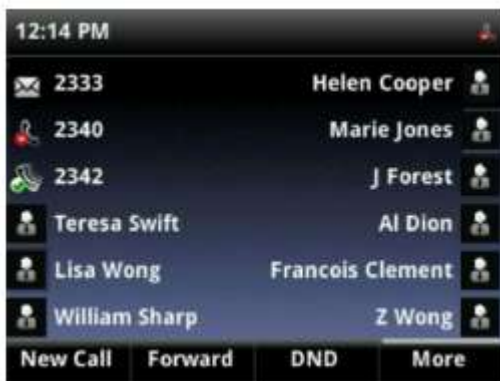 12:14 PM
2333 Helen Cooper
2340 Marie Jones
2342 J Forest
Teresa Swift Al Dion
Lisa Wong Francois Clement
William Sharp Z Wong
New Call Forward DND More